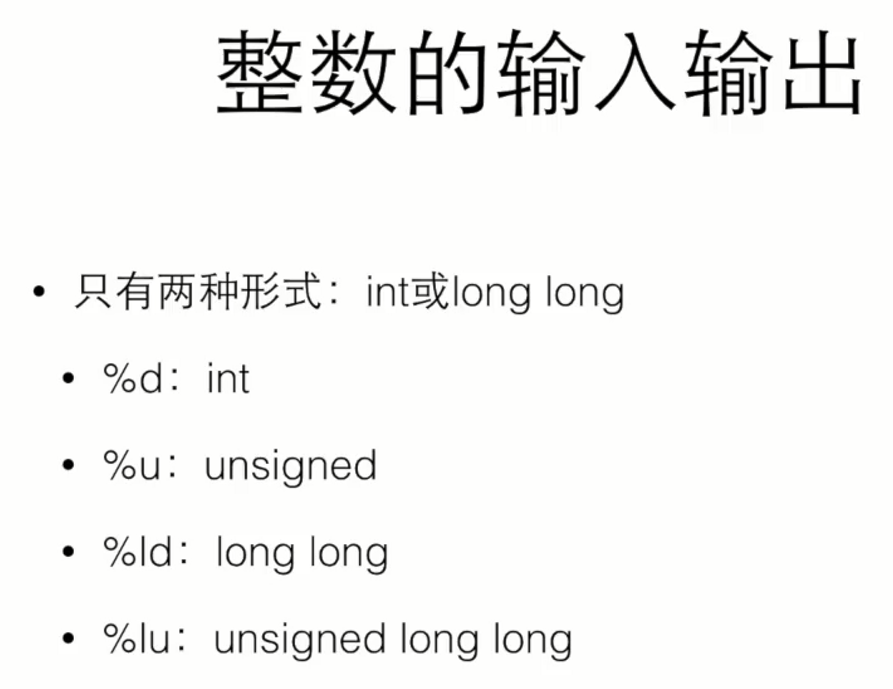 整数的输入输出
• 只有两种形式：int或long long
• %d：int
• %u：unsigned
• %ld：long long
• %lu：unsigned long long